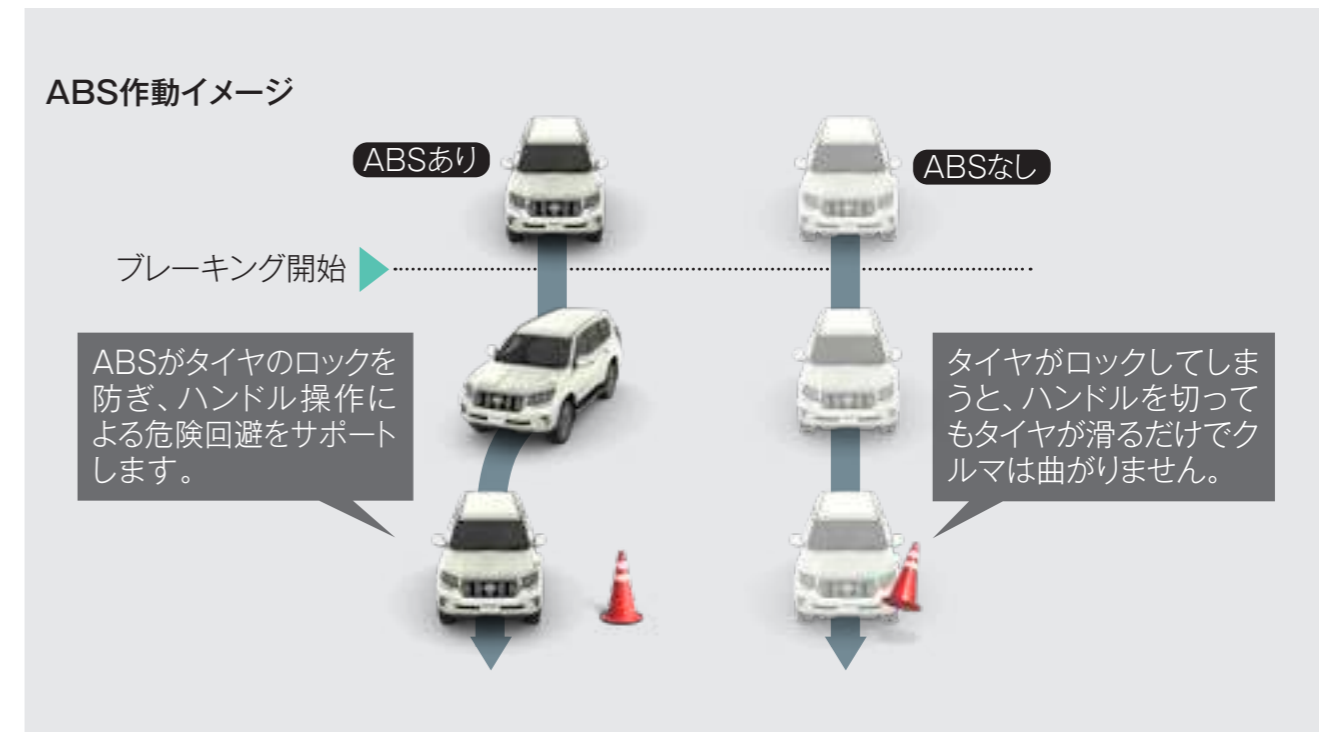 ABS作動イメージ
ABSあり
ABSなし
ブレーキング開始
ABSがタイヤのロックを
防ぎ、ハンドル操作に
よる危険回避をサポート
します。
タイヤがロックしてしま
うと、ハンドルを切って
もタイヤが滑るだけでク
ルマは曲がりません。